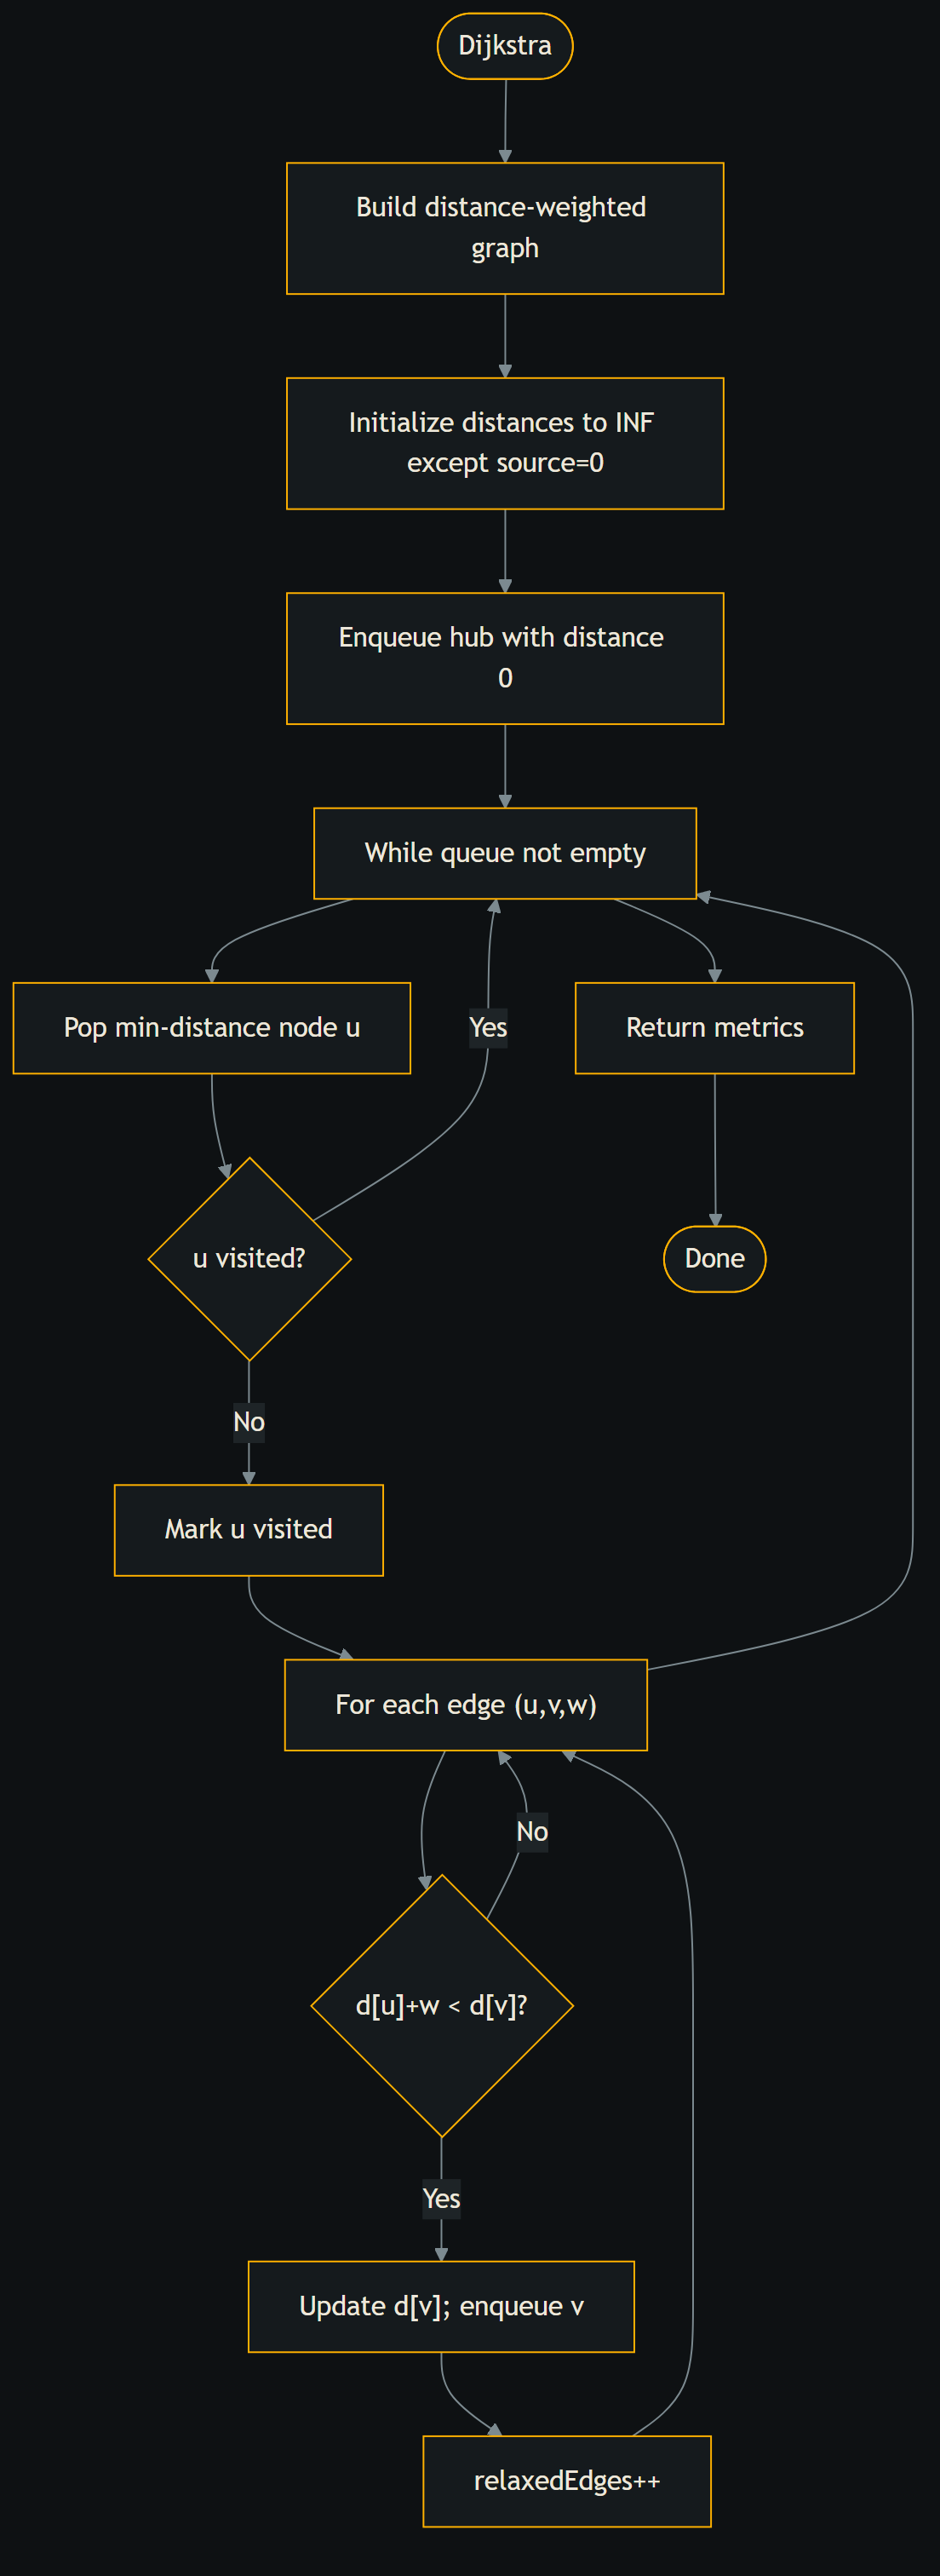 Dijkstra
Build distance-weighted
graph
Initialize distances to INF
except source=0
Enqueue hub with distance
0
While queue not empty
Pop min-distance node u
Yes
Return metrics
u visited?
Done
No
Mark u visited
For each edge (u,v,w)
No
d[u]+w < d[v]?
Yes
Update d[v]; enqueue v
relaxedEdges++